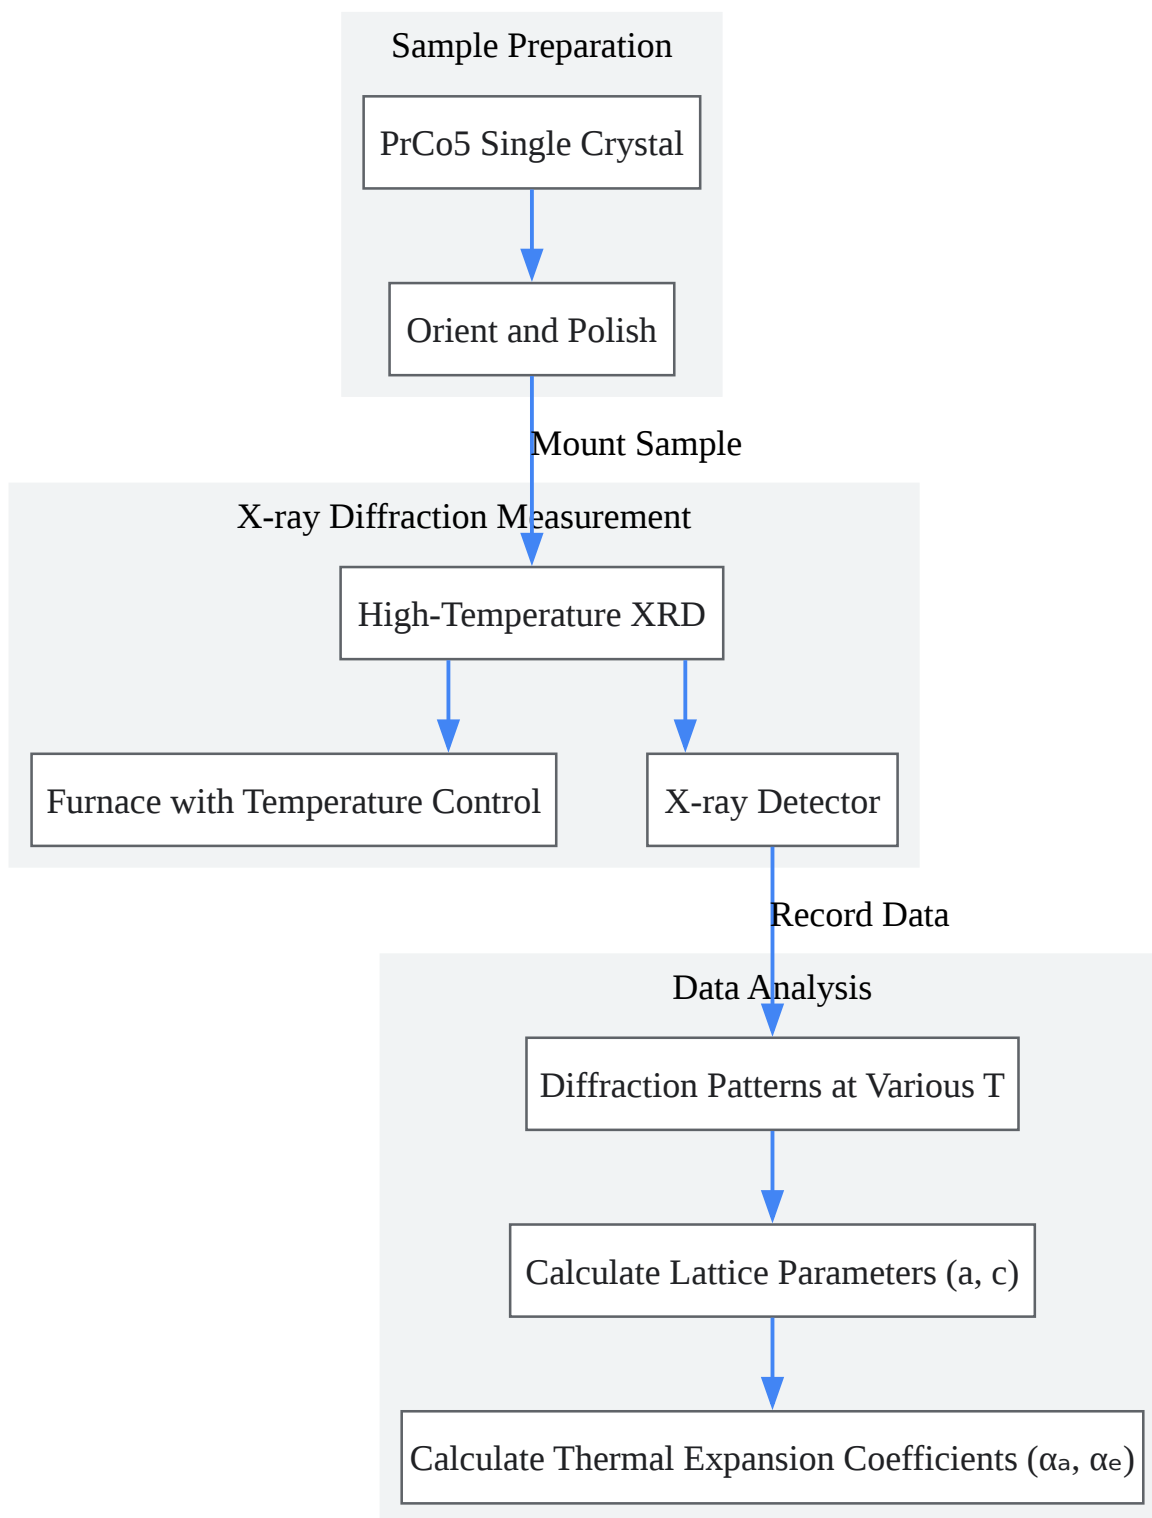 Sample Preparation
PrCo5 Single Crystal
Orient and Polish
Mount Sample
X-ray Diffraction Measurement
High-Temperature XRD
Furnace with Temperature Control
X-ray Detector
Record Data
Data Analysis
Diffraction Patterns at Various T
Calculate Lattice Parameters (a, c)
Calculate Thermal Expansion Coefficients (αₐ, αₑ)